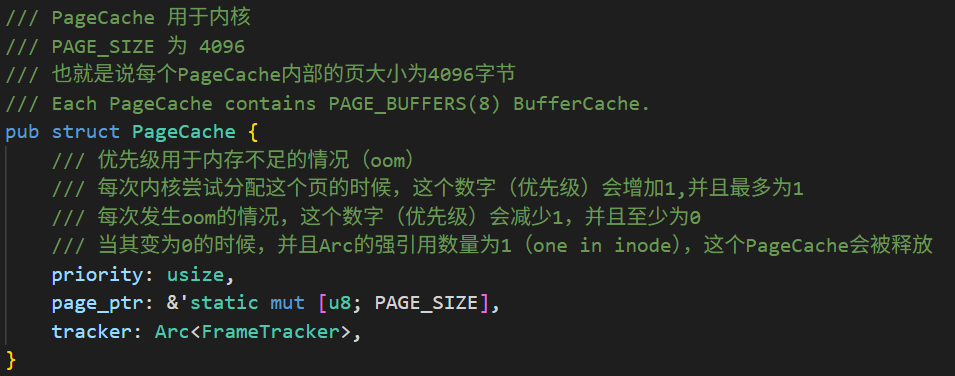 /// PageCache 用于内核
/// PAGE_SIZE 为 4096
/// 也就是说每个PageCache内部的页大小为4096字节
/// Each PageCache contains PAGE_BUFFERS(8) BufferCache.
pub struct PageCache {
    /// 优先级用于内存不足的情况（oom）
    /// 每次内核尝试分配这个页的时候，这个数字（优先级）会增加1,并且最多为1
    /// 每次发生oom的情况，这个数字（优先级）会减少1，并且至少为0
    /// 当其变为0的时候，并且Arc的强引用数量为1（one in inode），这个PageCache会被释放
    priority: usize,
    page_ptr: &'static mut [u8; PAGE_SIZE],
    tracker: Arc<FrameTracker>,
}